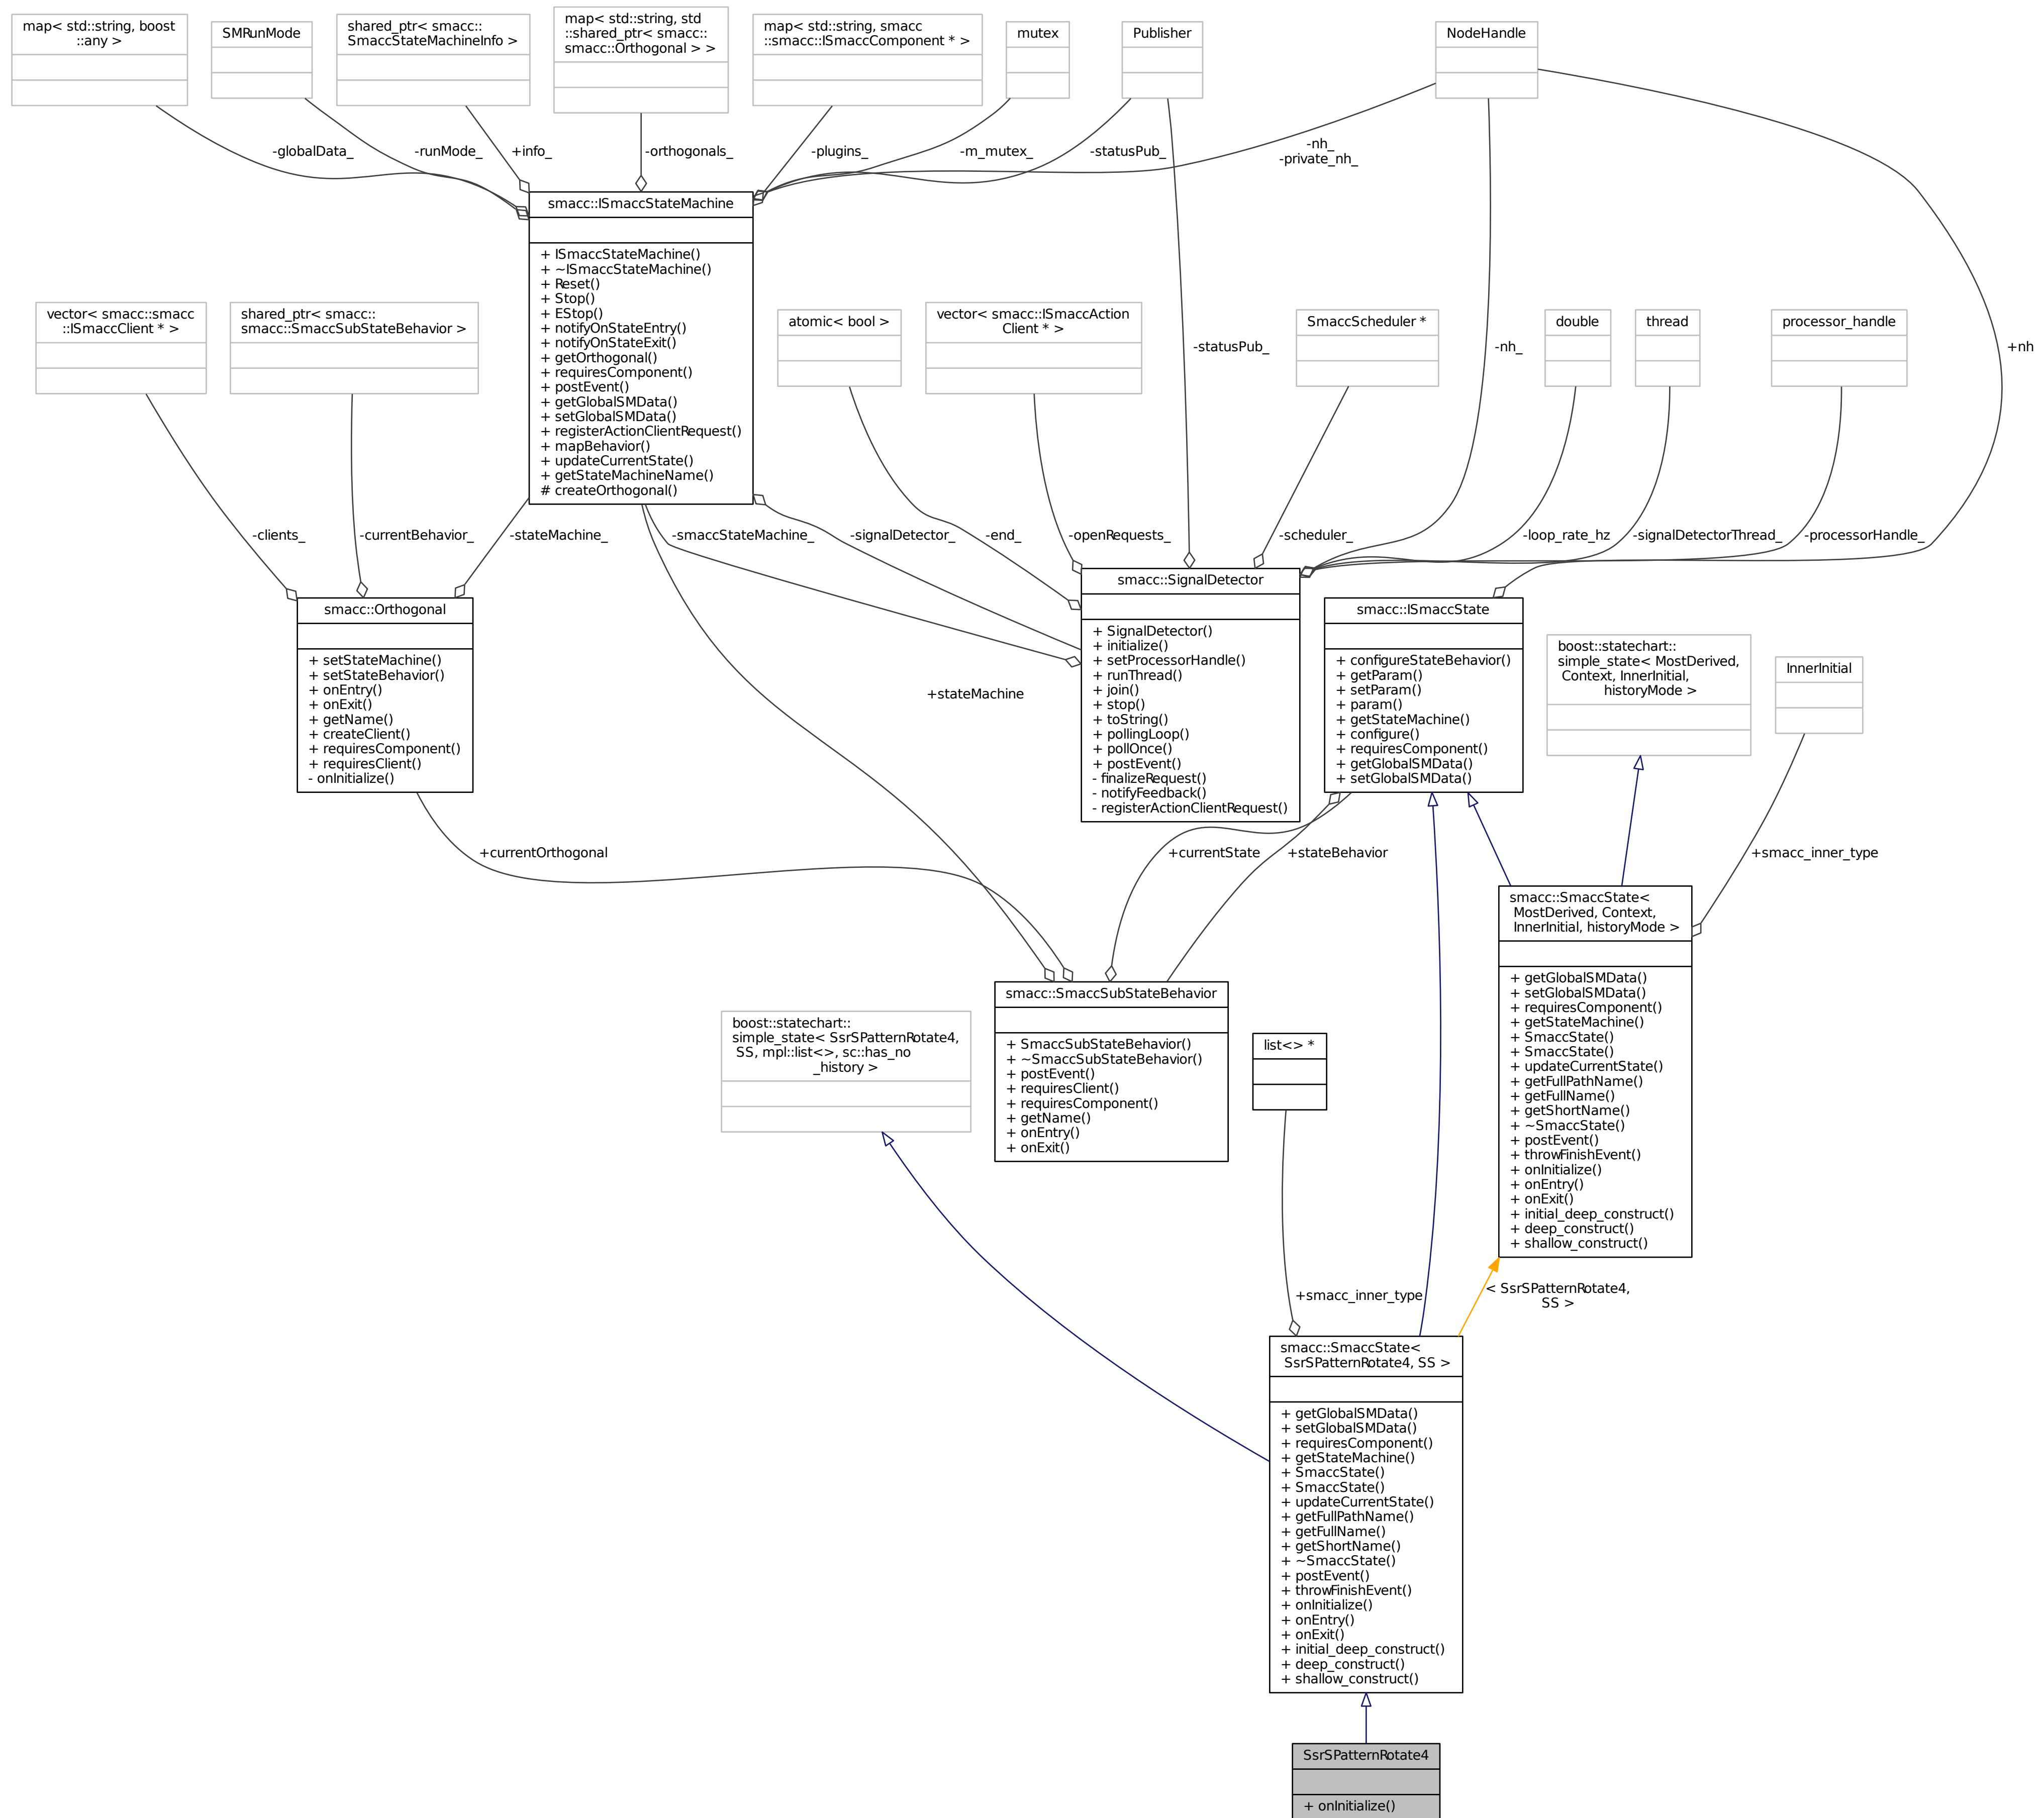 map< std::string, boost
::any >
SMRunMode
shared_ptr< smacc::
SmaccStateMachineInfo >
map< std::string, std
::shared_ptr< smacc::
smacc::Orthogonal > >
map< std::string, smacc
::smacc::ISmaccComponent * >
mutex
Publisher
NodeHandle
-globalData_
-runMode_
+info_
-orthogonals_
-plugins_
-m_mutex_
-statusPub_
-nh_
-private_nh_
smacc::ISmaccStateMachine
+ ISmaccStateMachine()
+ ~ISmaccStateMachine()
+ Reset()
+ Stop()
+ EStop()
+ notifyOnStateEntry()
+ notifyOnStateExit()
+ getOrthogonal()
+ requiresComponent()
+ postEvent()
+ getGlobalSMData()
+ setGlobalSMData()
+ registerActionClientRequest()
+ mapBehavior()
+ updateCurrentState()
+ getStateMachineName()
# createOrthogonal()
vector< smacc::smacc
::ISmaccClient * >
shared_ptr< smacc::
smacc::SmaccSubStateBehavior >
atomic< bool >
vector< smacc::ISmaccAction
Client * >
SmaccScheduler *
double
thread
processor_handle
-statusPub_
-nh_
+nh
-clients_
-currentBehavior_
-stateMachine_
-smaccStateMachine_
-signalDetector_
-end_
-openRequests_
-scheduler_
-loop_rate_hz
-signalDetectorThread_
-processorHandle_
smacc::Orthogonal
+ setStateMachine()
+ setStateBehavior()
+ onEntry()
+ onExit()
+ getName()
+ createClient()
+ requiresComponent()
+ requiresClient()
- onInitialize()
smacc::SignalDetector
+ SignalDetector()
+ initialize()
+ setProcessorHandle()
+ runThread()
+ join()
+ stop()
+ toString()
+ pollingLoop()
+ pollOnce()
+ postEvent()
- finalizeRequest()
- notifyFeedback()
- registerActionClientRequest()
smacc::ISmaccState
+ configureStateBehavior()
+ getParam()
+ setParam()
+ param()
+ getStateMachine()
+ configure()
+ requiresComponent()
+ getGlobalSMData()
+ setGlobalSMData()
boost::statechart::
simple_state< MostDerived,
Context, InnerInitial,
historyMode >
InnerInitial
+stateMachine
+currentOrthogonal
+currentState
+stateBehavior
+smacc_inner_type
smacc::SmaccState<
MostDerived, Context,
InnerInitial, historyMode >
+ getGlobalSMData()
+ setGlobalSMData()
+ requiresComponent()
+ getStateMachine()
+ SmaccState()
+ SmaccState()
+ updateCurrentState()
+ getFullPathName()
+ getFullName()
+ getShortName()
+ ~SmaccState()
+ postEvent()
+ throwFinishEvent()
+ onInitialize()
+ onEntry()
+ onExit()
+ initial_deep_construct()
+ deep_construct()
+ shallow_construct()
smacc::SmaccSubStateBehavior
+ SmaccSubStateBehavior()
+ ~SmaccSubStateBehavior()
+ postEvent()
+ requiresClient()
+ requiresComponent()
+ getName()
+ onEntry()
+ onExit()
boost::statechart::
simple_state< SsrSPatternRotate4,
SS, mpl::list<>, sc::has_no
_history >
list<> *
+smacc_inner_type
< SsrSPatternRotate4,
SS >
smacc::SmaccState<
SsrSPatternRotate4, SS >
+ getGlobalSMData()
+ setGlobalSMData()
+ requiresComponent()
+ getStateMachine()
+ SmaccState()
+ SmaccState()
+ updateCurrentState()
+ getFullPathName()
+ getFullName()
+ getShortName()
+ ~SmaccState()
+ postEvent()
+ throwFinishEvent()
+ onInitialize()
+ onEntry()
+ onExit()
+ initial_deep_construct()
+ deep_construct()
+ shallow_construct()
SsrSPatternRotate4
+ onInitialize()